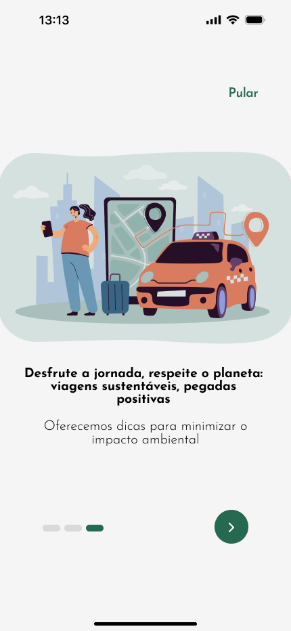 13:13
Pular
Desfrute a jornada, respeite o planeta:
viagens sustentáveis, pegadas
positivas
Oferecemos dicas para minimizar o
impacto ambiental